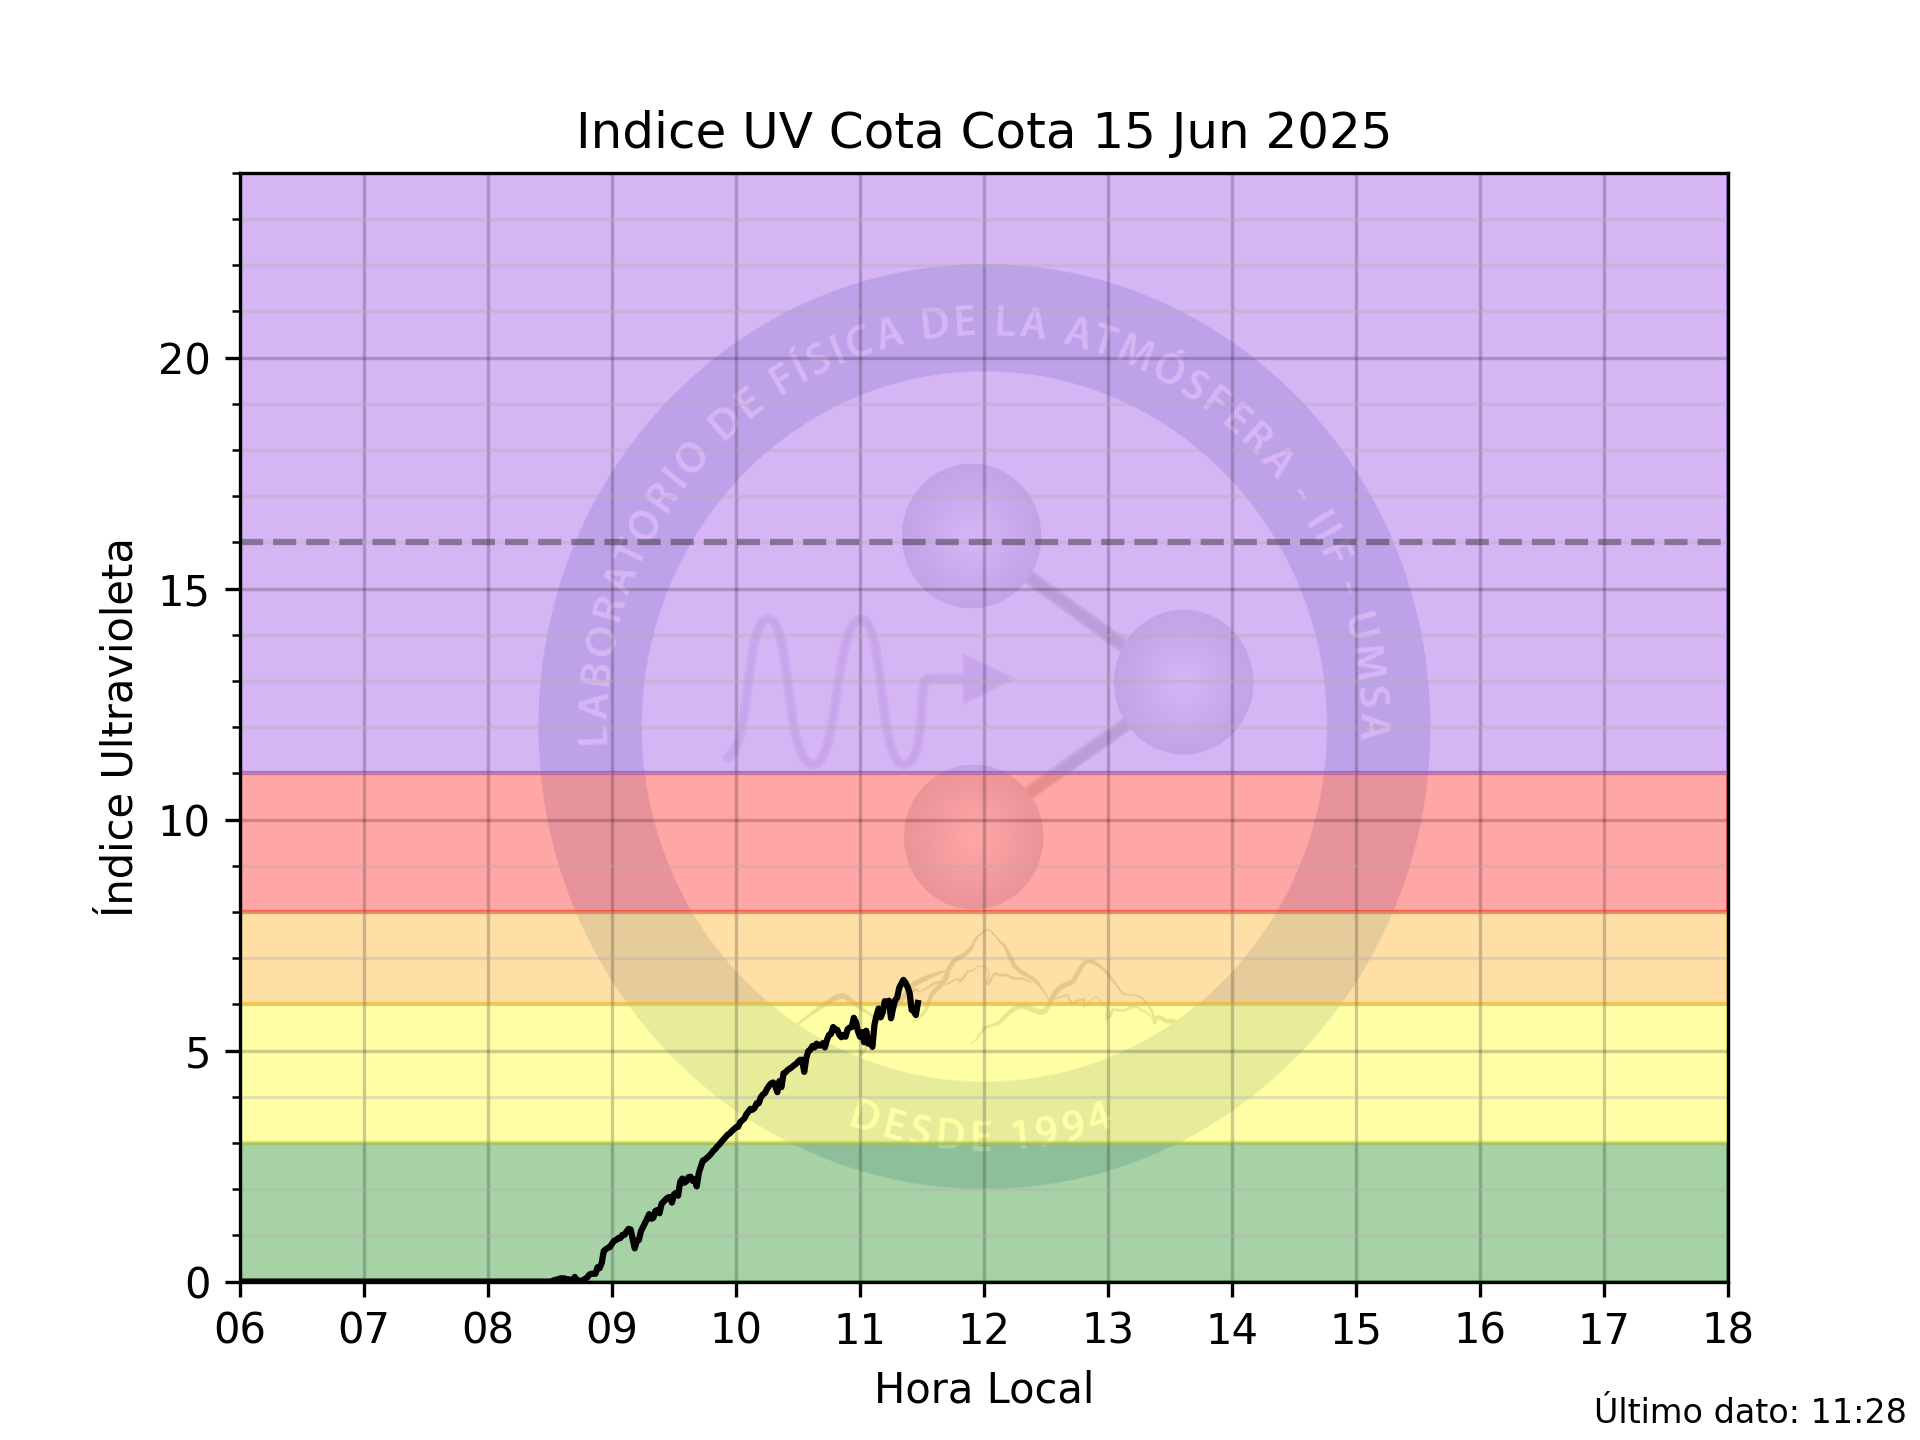 Indice UV Cota Cota 15 Jun 2025
Índice Ultravioleta
20
15
10
5
0
LABORATORIO DE FÍSICA DE LA ATMÓSFERA - IIF - UMSA
DESDE 1994
06 07 08 09 10 11 12 13 14 15 16 17 18
Hora Local
Último dato: 11:28